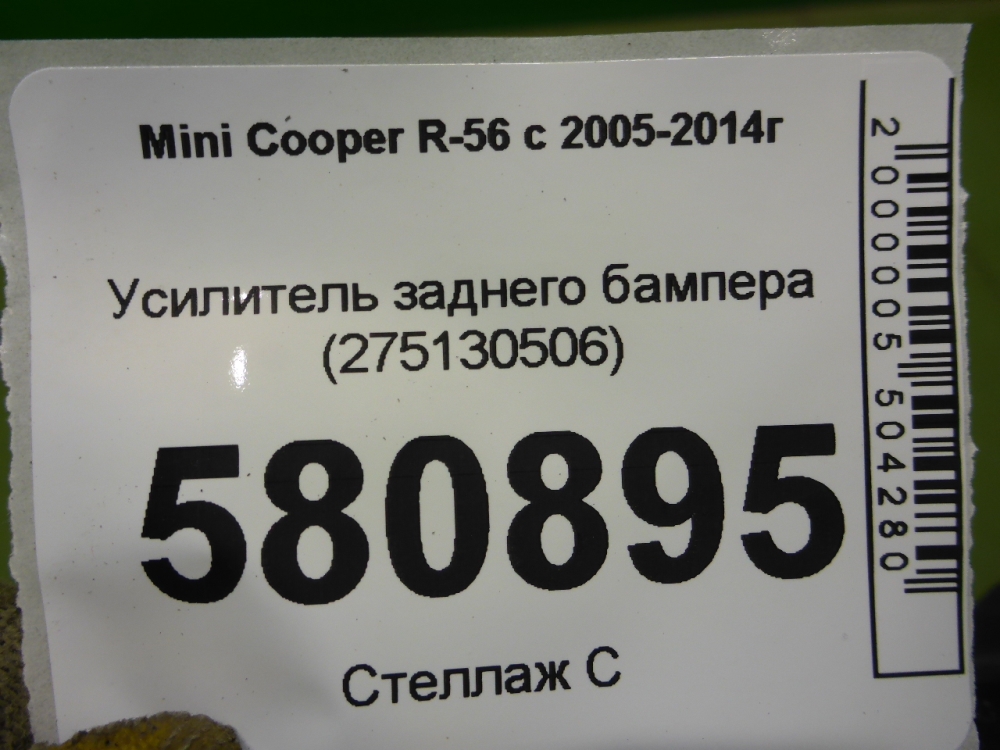 Mini Cooper R-56 с 2005-2014г
Усилитель заднего бампера
(275130506)
580895
Стеллаж С
2000005504280